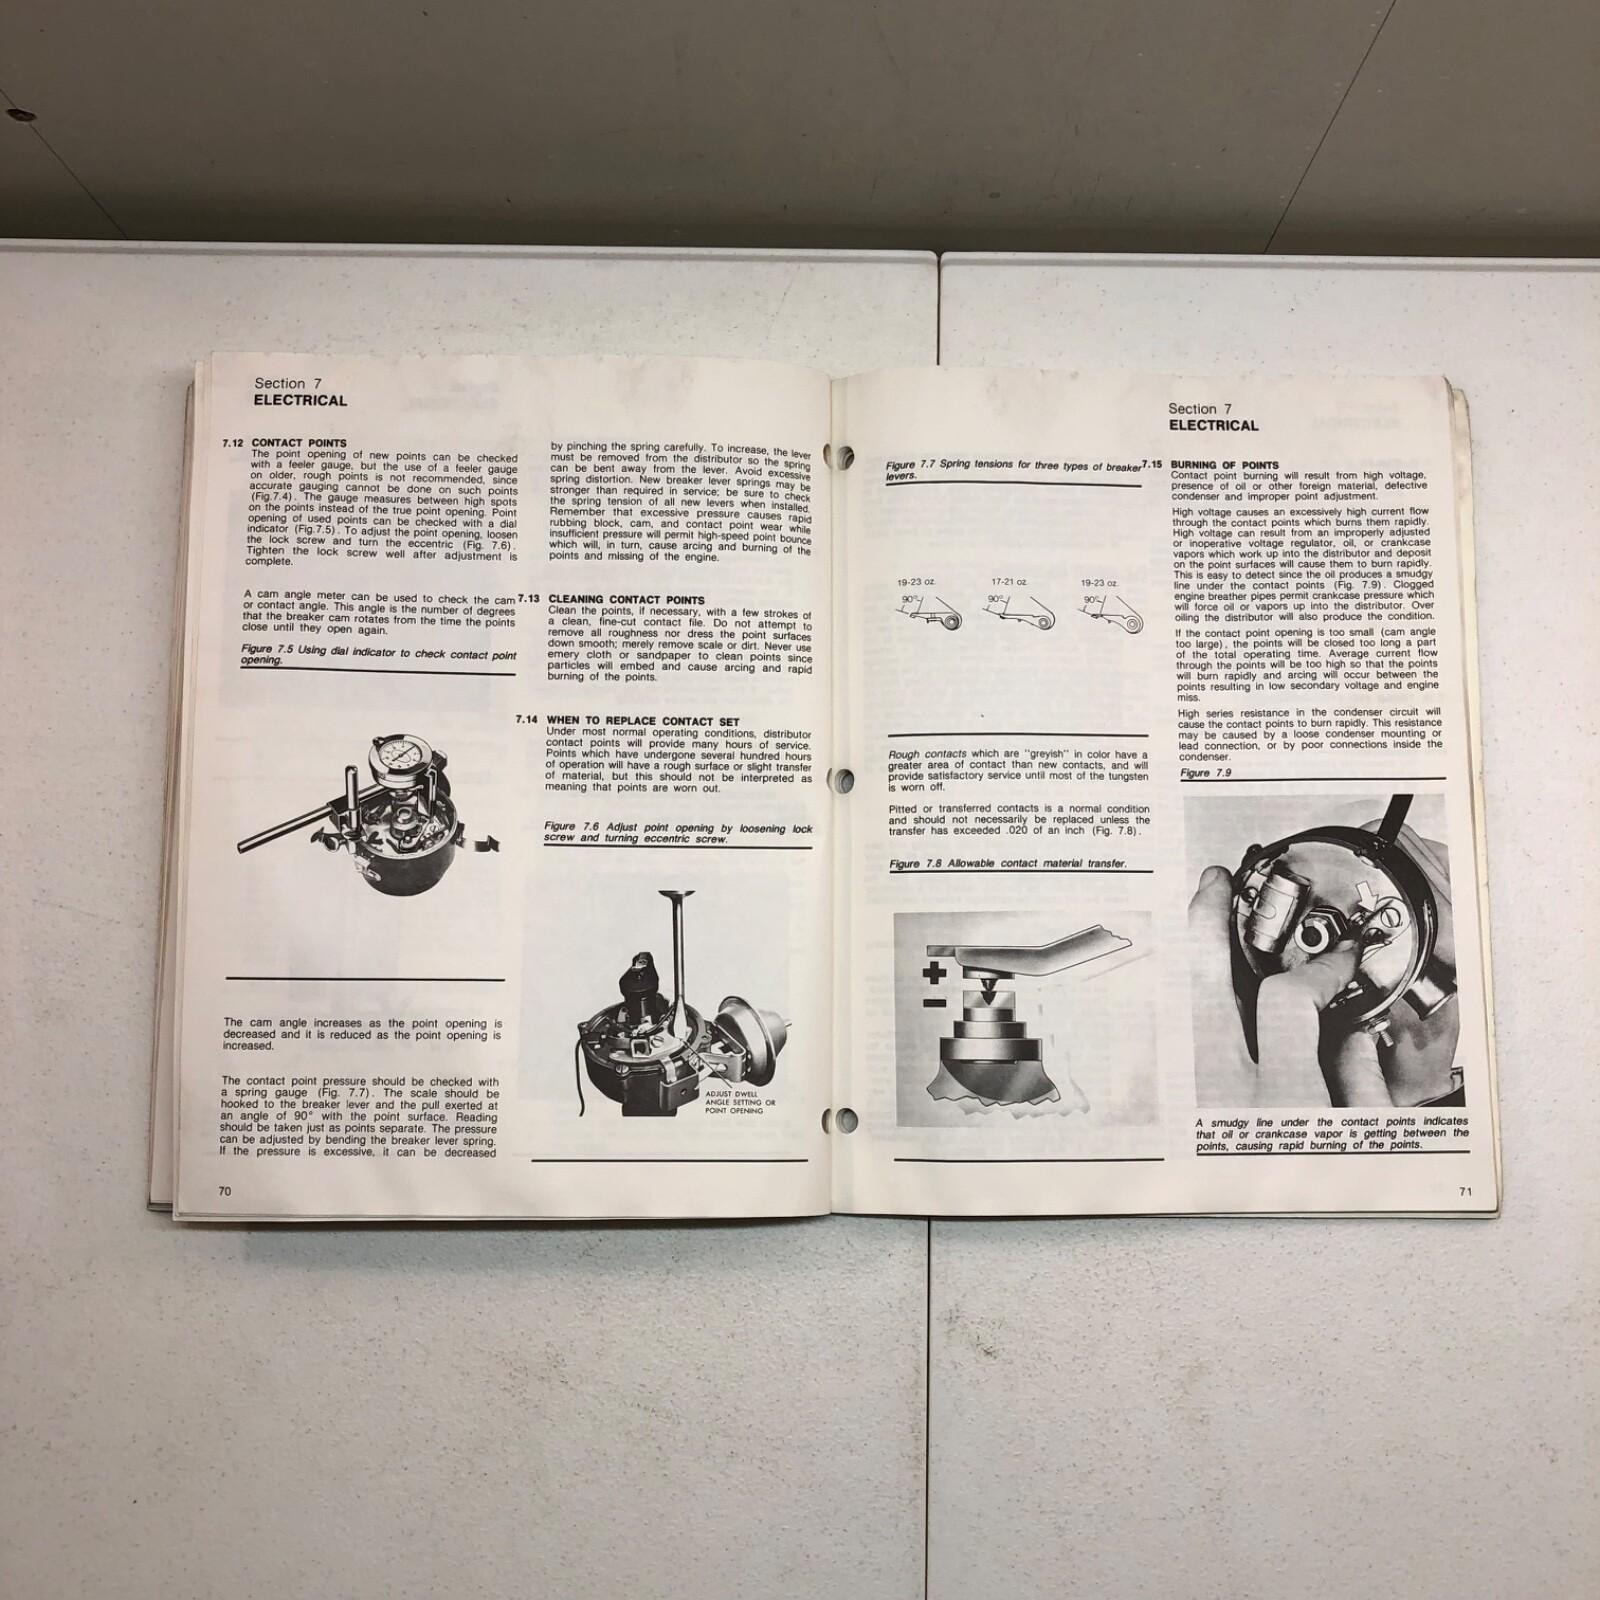 Section 7
ELECTRICAL
7.12 CONTACT POINTS
The point opening of new points can be checked
with a feeler gauge, but the use of a feeler gauge
on older, rough points is not recommended, since
accurate gauging cannot be done on such points
(Fig.7.4). The gauge measures between high spots
on the points instead of the true point opening. Point
opening of used points can be checked with a dial
indicator (Fig.7.5). To adjust the point opening, loosen
the lock screw and turn the eccentric (Fig. 7.6).
Tighten the lock screw well after adjustment is
complete.
A cam angle meter can be used to check the cam
or contact angle. This angle is the number of degrees
that the breaker cam rotates from the time the points
close until they open again.
Figure 7.5 Using dial indicator to check contact point
opening.
The cam angle increases as the point opening is
decreased and it is reduced as the point opening is
increased.
The contact point pressure should be checked with
a spring gauge (Fig. 7.7). The scale should be
hooked to the breaker lever and the pull exerted at
an angle of 90° with the point surface. Reading
should be taken just as points separate. The pressure
can be adjusted by bending the breaker lever spring.
If the pressure is excessive, it can be decreased
70
by pinching the spring carefully. To increase, the lever
must be removed from the distributor so the spring
can be bent away from the lever. Avoid excessive
spring distortion. New breaker lever springs may be
stronger than required in service; be sure to check
the spring tension of all new levers when installed.
Remember that excessive pressure causes rapid
rubbing block, cam, and contact point wear while
insufficient pressure will permit high-speed point bounce
which will, in turn, cause arcing and burning of the
points and missing of the engine.
7.13 CLEANING CONTACT POINTS
Clean the points, if necessary, with a few strokes of
a clean, fine-cut contact file. Do not attempt to
remove all roughness nor dress the point surfaces
down smooth; merely remove scale or dirt. Never use
emery cloth or sandpaper to clean points since
particles will embed and cause arcing and rapid
burning of the points.
7.14 WHEN TO REPLACE CONTACT SET
Under most normal operating conditions, distributor
contact points will provide many hours of service.
Points which have undergone several hundred hours
of operation will have a rough surface or slight transfer
of material, but this should not be interpreted as
meaning that points are worn out.
Figure 7.6 Adjust point opening by loosening lock
screw and turning eccentric screw.
ADJUST DWELL
ANGLE SETTING OR
POINT OPENING
Figure 7.7 Spring tensions for three types of breaker
levers.
19-23 oz. 17-21 oz. 19-23 oz.
90° 90° 90°
Rough contacts which are "greyish" in color have a
greater area of contact than new contacts, and will
provide satisfactory service until most of the tungsten
is worn off.
Pitted or transferred contacts is a normal condition
and should not necessarily be replaced unless the
transfer has exceeded .020 of an inch (Fig. 7.8).
Figure 7.8 Allowable contact material transfer.
+
-
Section 7
ELECTRICAL
7.15 BURNING OF POINTS
Contact point burning will result from high voltage,
presence of oil or other foreign material, defective
condenser and improper point adjustment.
High voltage causes an excessively high current flow
through the contact points which burns them rapidly.
High voltage can result from an improperly adjusted
or inoperative voltage regulator, oil, or crankcase
vapors which work up into the distributor and deposit
on the point surfaces will cause them to burn rapidly.
This is easy to detect since the oil produces a smudgy
line under the contact points (Fig. 7.9). Clogged
engine breather pipes permit crankcase pressure which
will force oil or vapors up into the distributor. Over
oiling the distributor will also produce the condition.
If the contact point opening is too small (cam angle
too large), the points will be closed too long a part
of the total operating time. Average current flow
through the points will be too high so that the points
will burn rapidly and arcing will occur between the
points resulting in low secondary voltage and engine
miss.
High series resistance in the condenser circuit will
cause the contact points to burn rapidly. This resistance
may be caused by a loose condenser mounting or
lead connection, or by poor connections inside the
condenser.
Figure 7.9
A smudgy line under the contact points indicates
that oil or crankcase vapor is getting between the
points, causing rapid burning of the points.
71